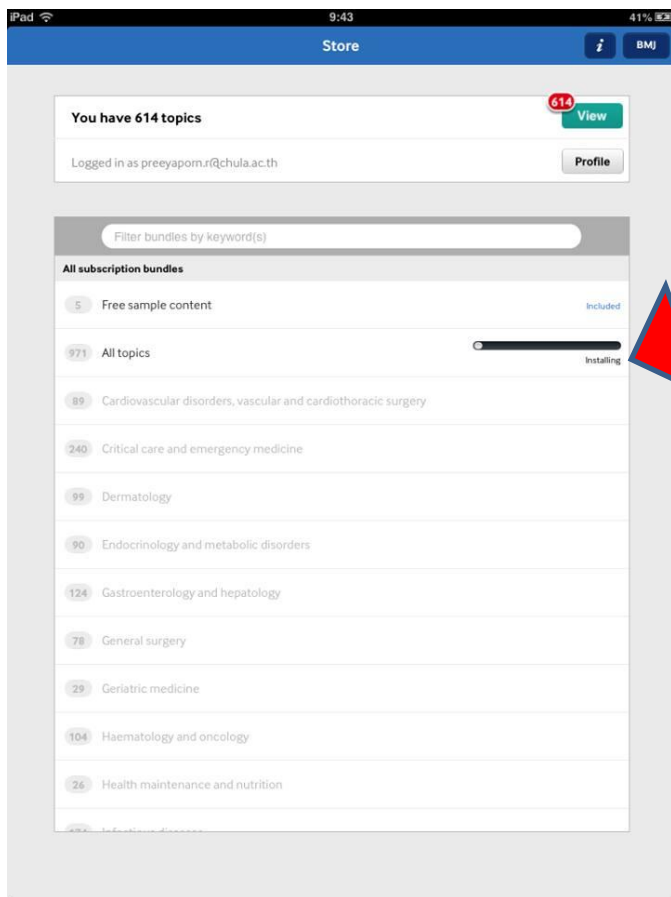 iPad 9:43 41%
Store i BMJ
614
You have 614 topics View
Logged in as preeyaporn.r@chula.ac.th Profile
Filter bundles by keyword(s)
All subscription bundles
5 Free sample content Included
971 All topics Installing
89 Cardiovascular disorders, vascular and cardiothoracic surgery
240 Critical care and emergency medicine
99 Dermatology
90 Endocrinology and metabolic disorders
124 Gastroenterology and hepatology
78 General surgery
29 Geriatric medicine
104 Haematology and oncology
26 Health maintenance and nutrition